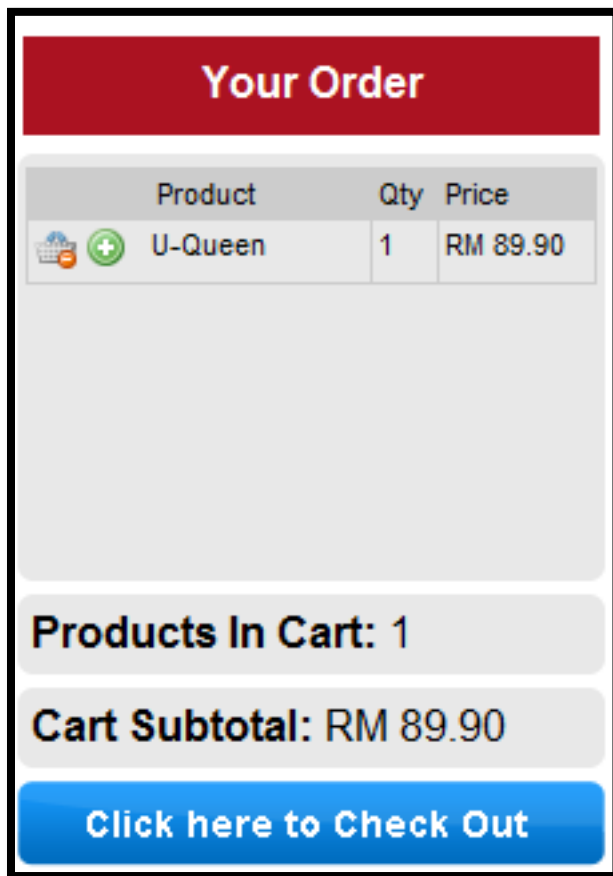 Your Order
Product Qty Price
U-Queen 1 RM 89.90
Products In Cart: 1
Cart Subtotal: RM 89.90
Click here to Check Out